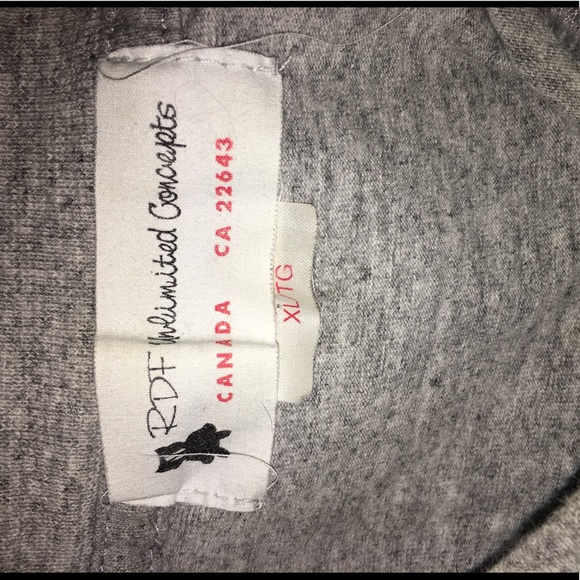 RDF Unlimited Concepts
CANADA CA 22643
XL/TG